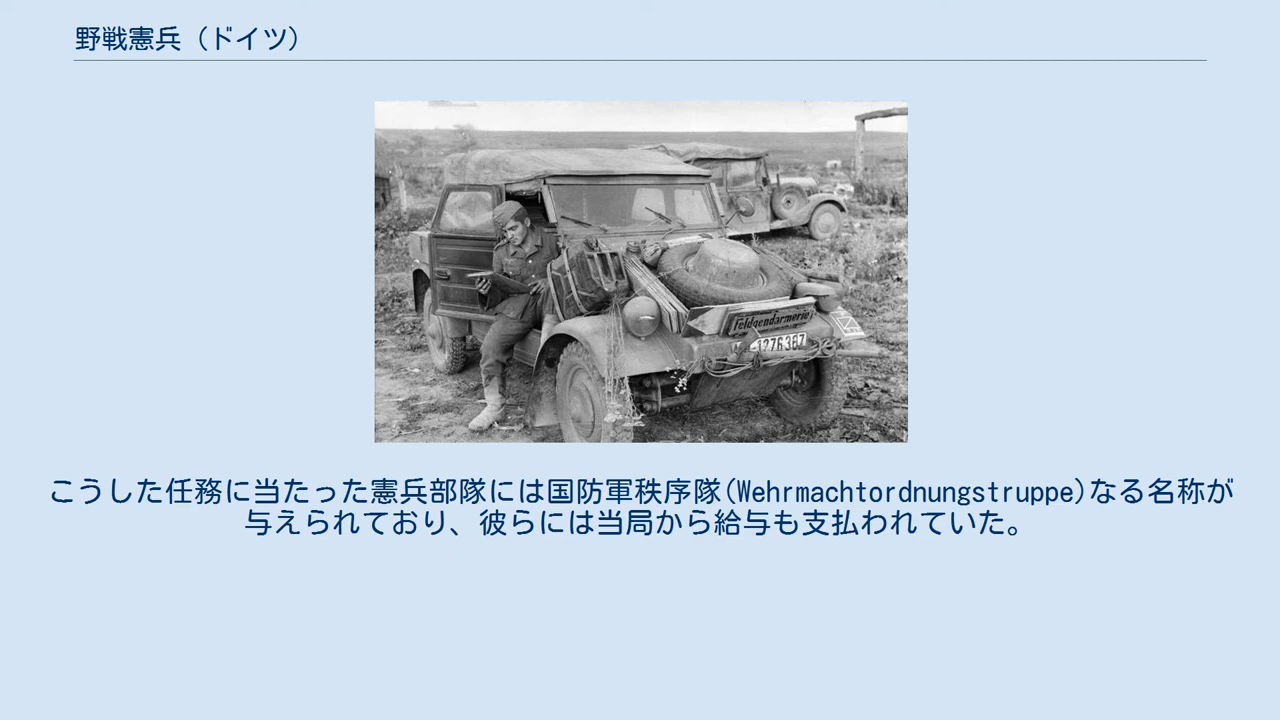 野戦憲兵（ドイツ）
Feldgendarmerie
-1276387
こうした任務に当たった憲兵部隊には国防軍秩序隊(Wehrmachtordnungstruppe)なる名称が
与えられており、彼らには当局から給与も支払われていた。